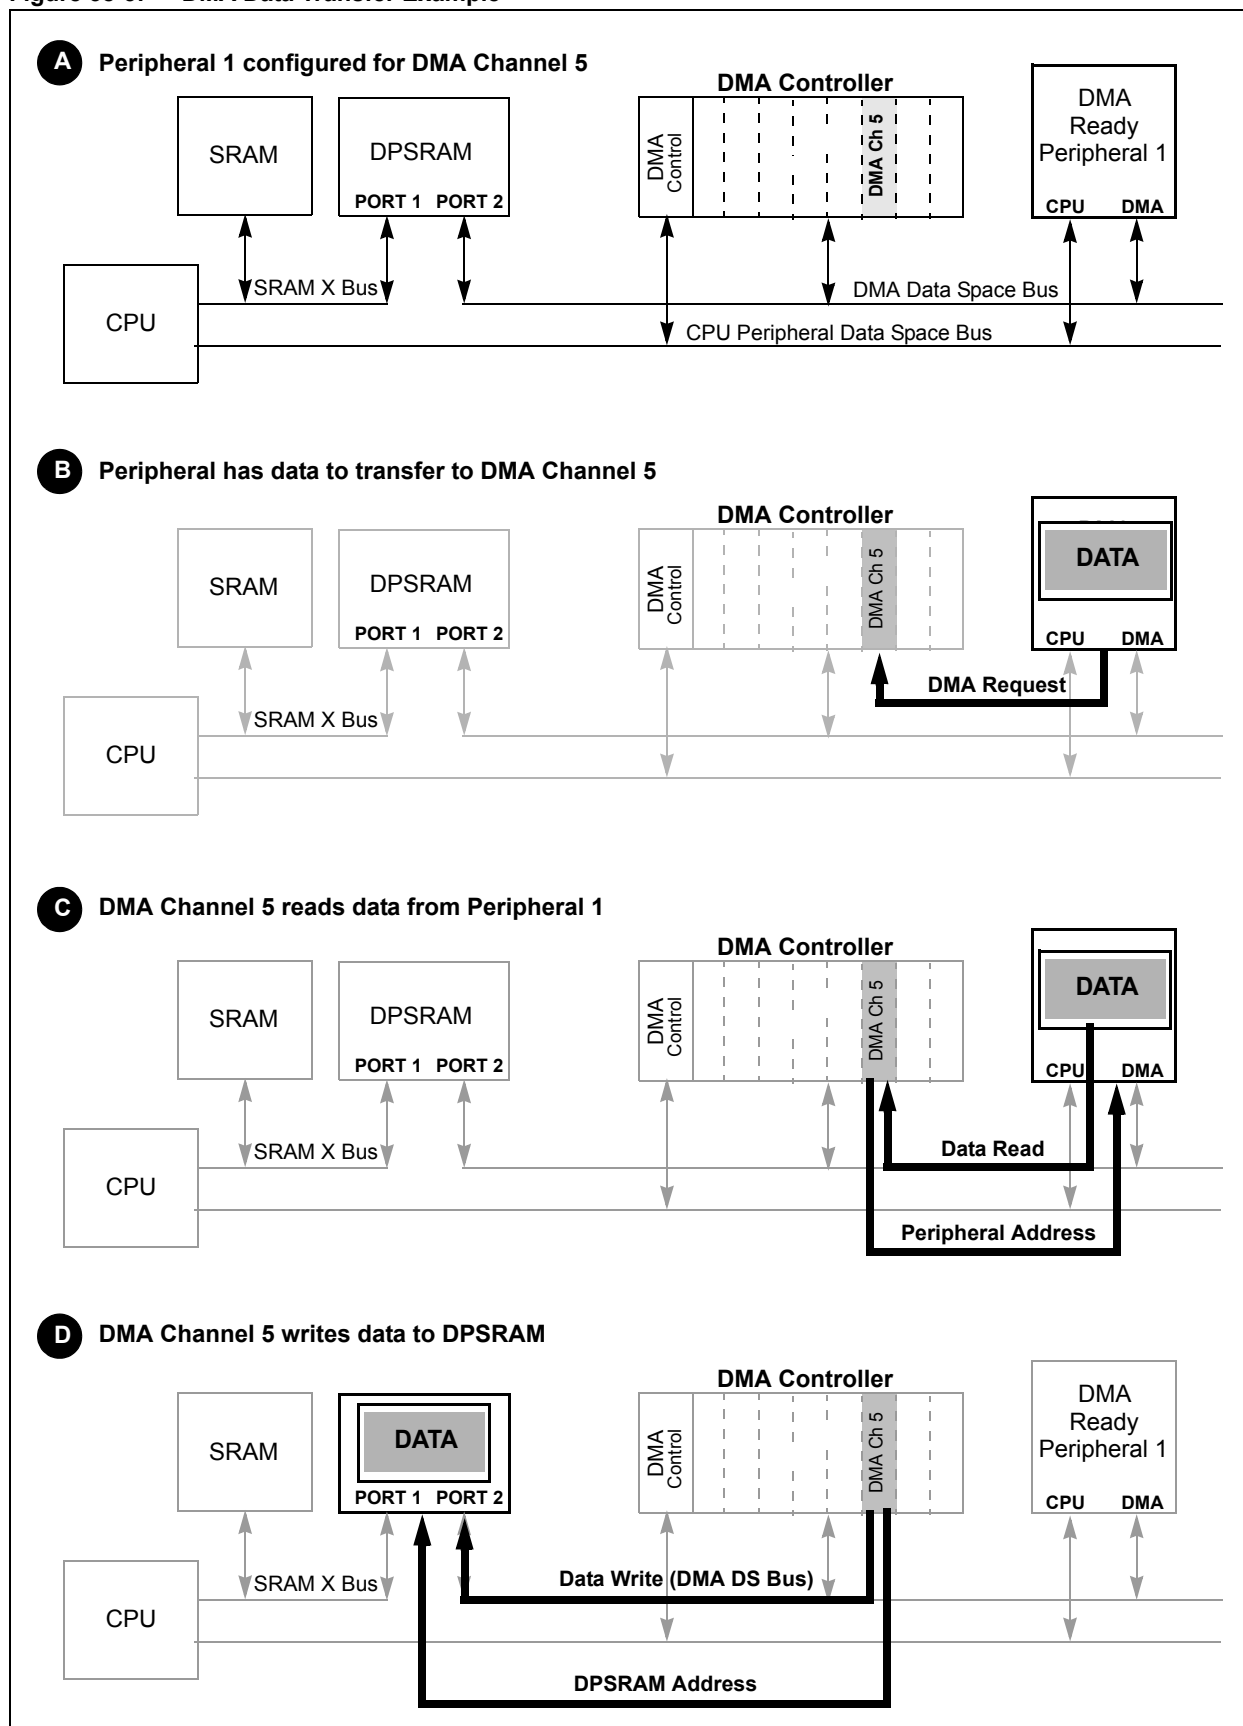 A Peripheral 1 configured for DMA Channel 5
DMA Controller
SRAM
DPSRAM
PORT 1 PORT 2
DMA
Control
DMA Ch 5
DMA
Ready
Peripheral 1
CPU DMA
SRAM X Bus
DMA Data Space Bus
CPU
CPU Peripheral Data Space Bus
B Peripheral has data to transfer to DMA Channel 5
DMA Controller
SRAM
DPSRAM
PORT 1 PORT 2
DMA
Control
DMA Ch 5
DATA
CPU DMA
DMA Request
SRAM X Bus
CPU
C DMA Channel 5 reads data from Peripheral 1
DMA Controller
SRAM
DPSRAM
PORT 1 PORT 2
DMA
Control
DMA Ch 5
DATA
CPU DMA
SRAM X Bus
Data Read
CPU
Peripheral Address
D DMA Channel 5 writes data to DPSRAM
DMA Controller
SRAM
DATA
PORT 1 PORT 2
DMA
Control
DMA Ch 5
DMA
Ready
Peripheral 1
CPU DMA
SRAM X Bus
Data Write (DMA DS Bus)
CPU
DPSRAM Address